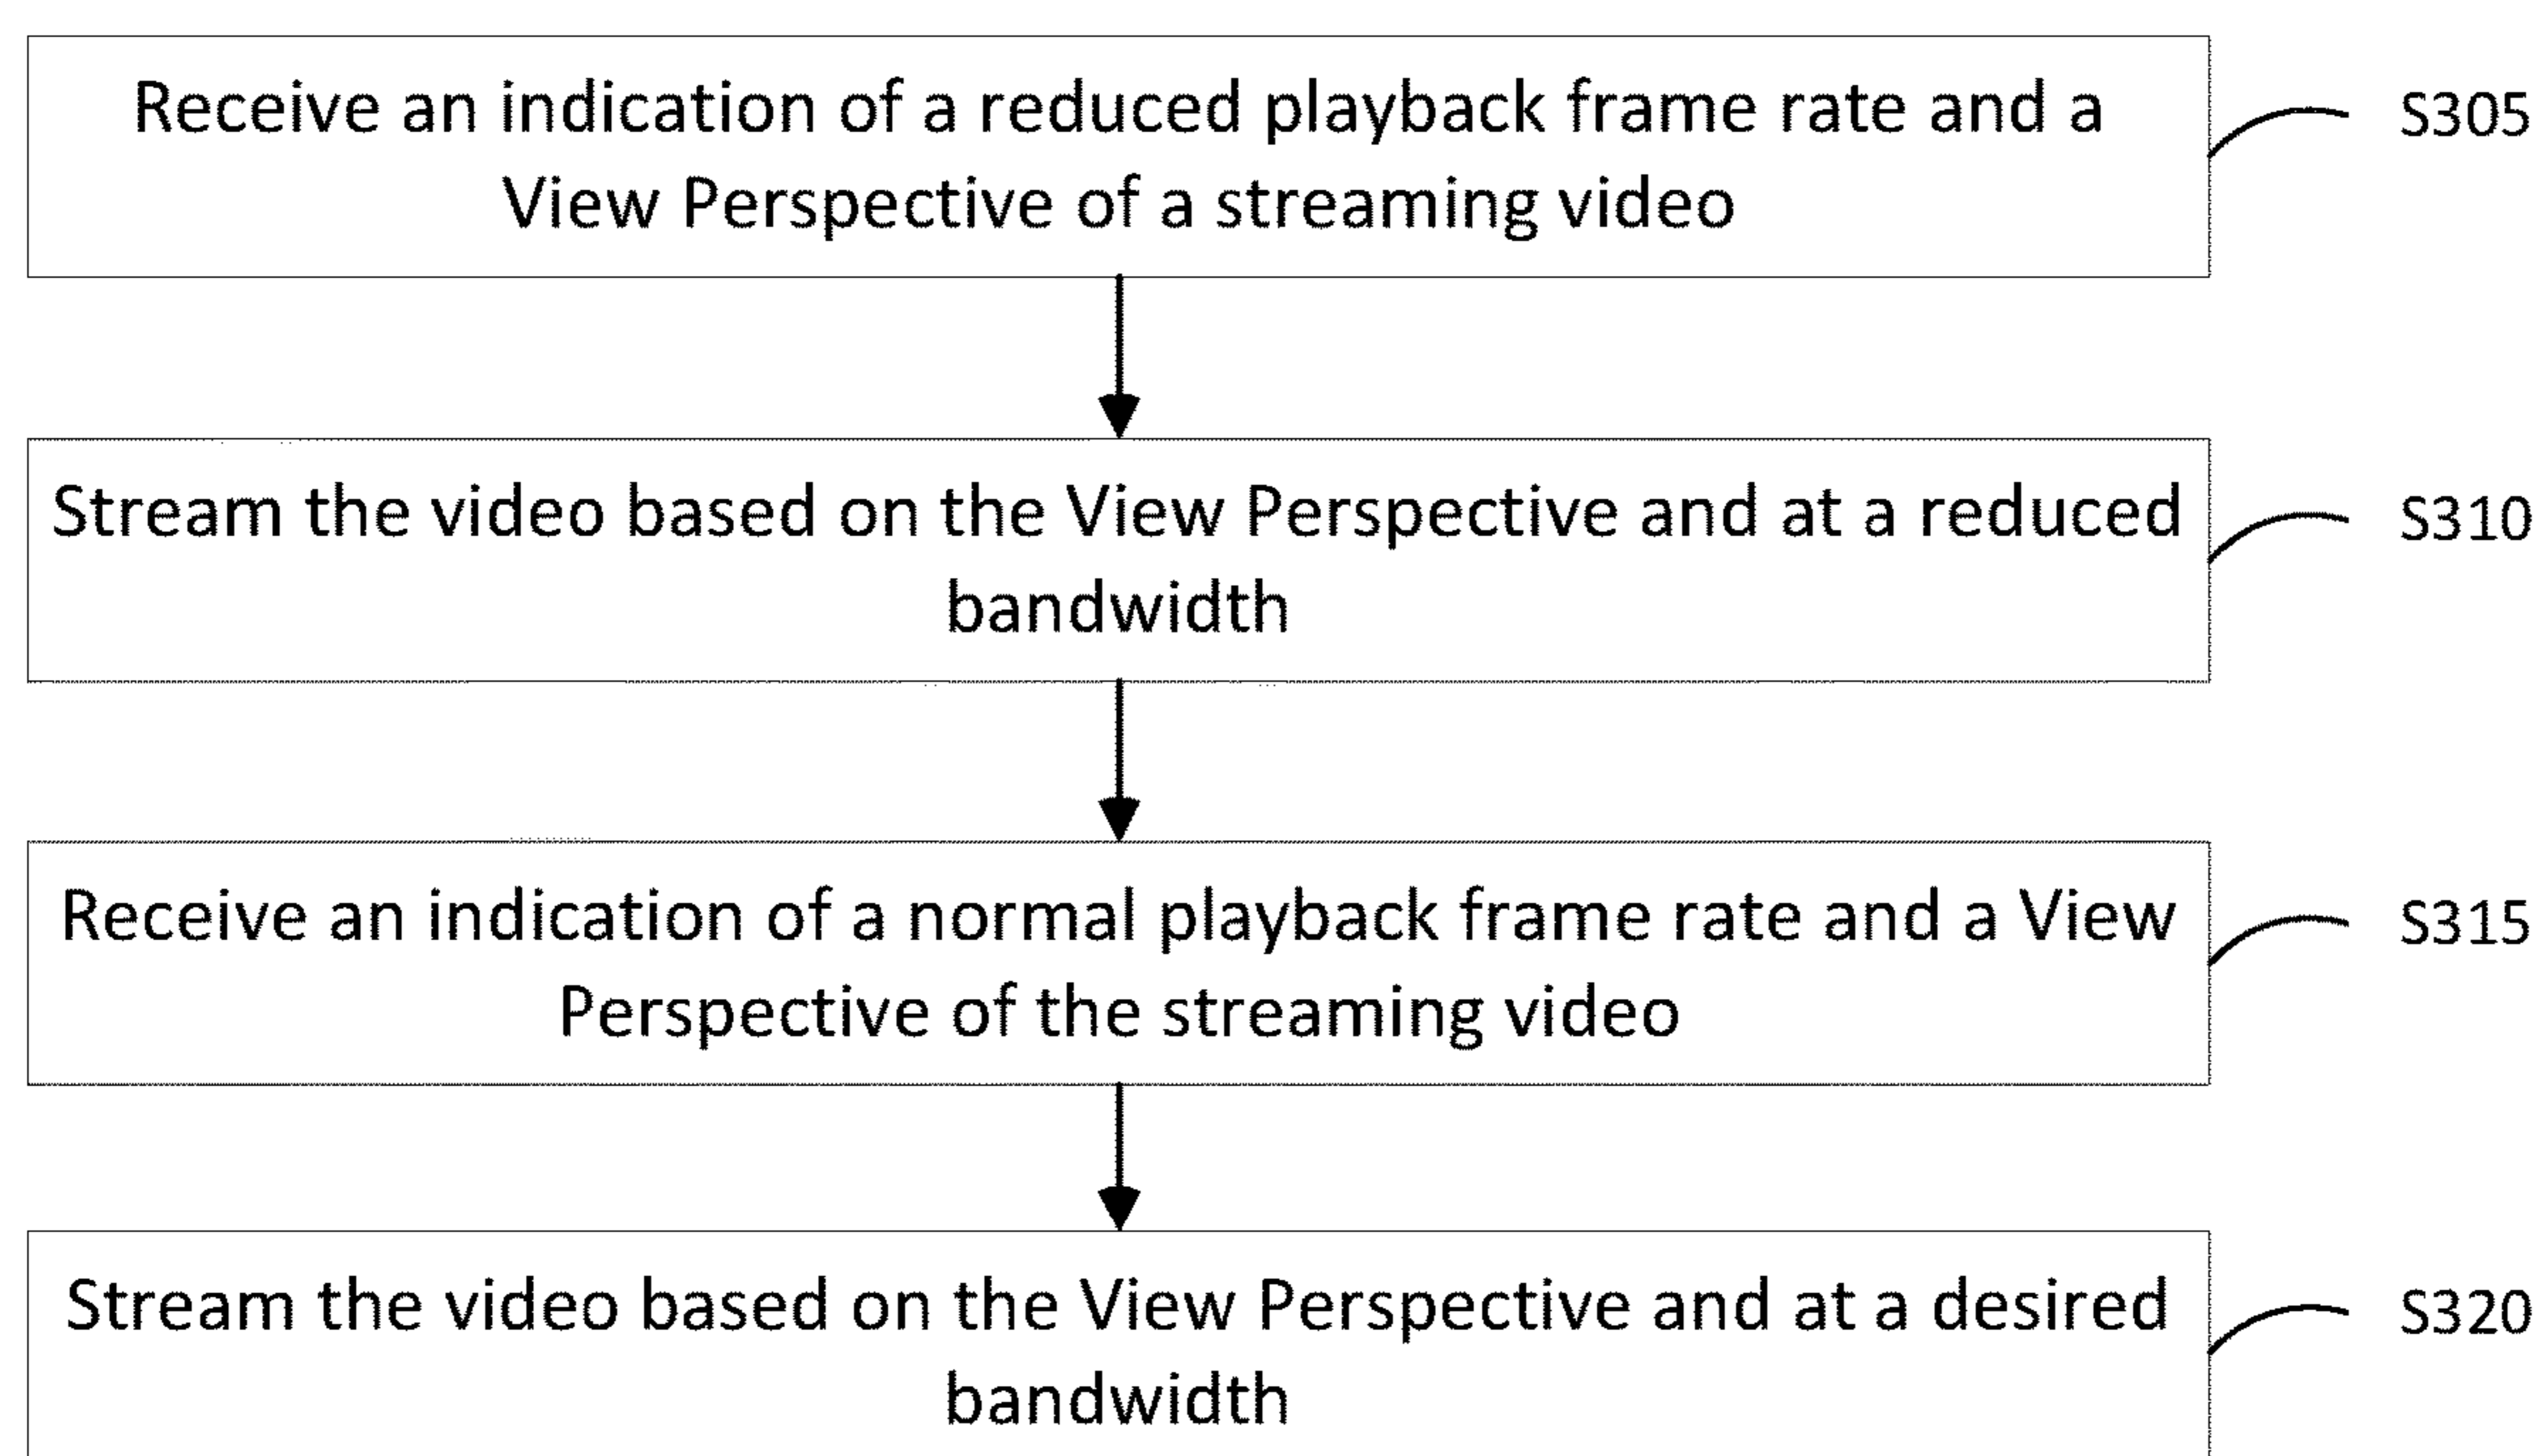 Receive an indication of a reduced playback frame rate and a
View Perspective of a streaming video
S305
Stream the video based on the View Perspective and at a reduced
bandwidth
S310
Receive an indication of a normal playback frame rate and a View
Perspective of the streaming video
S315
Stream the video based on the View Perspective and at a desired
bandwidth
S320